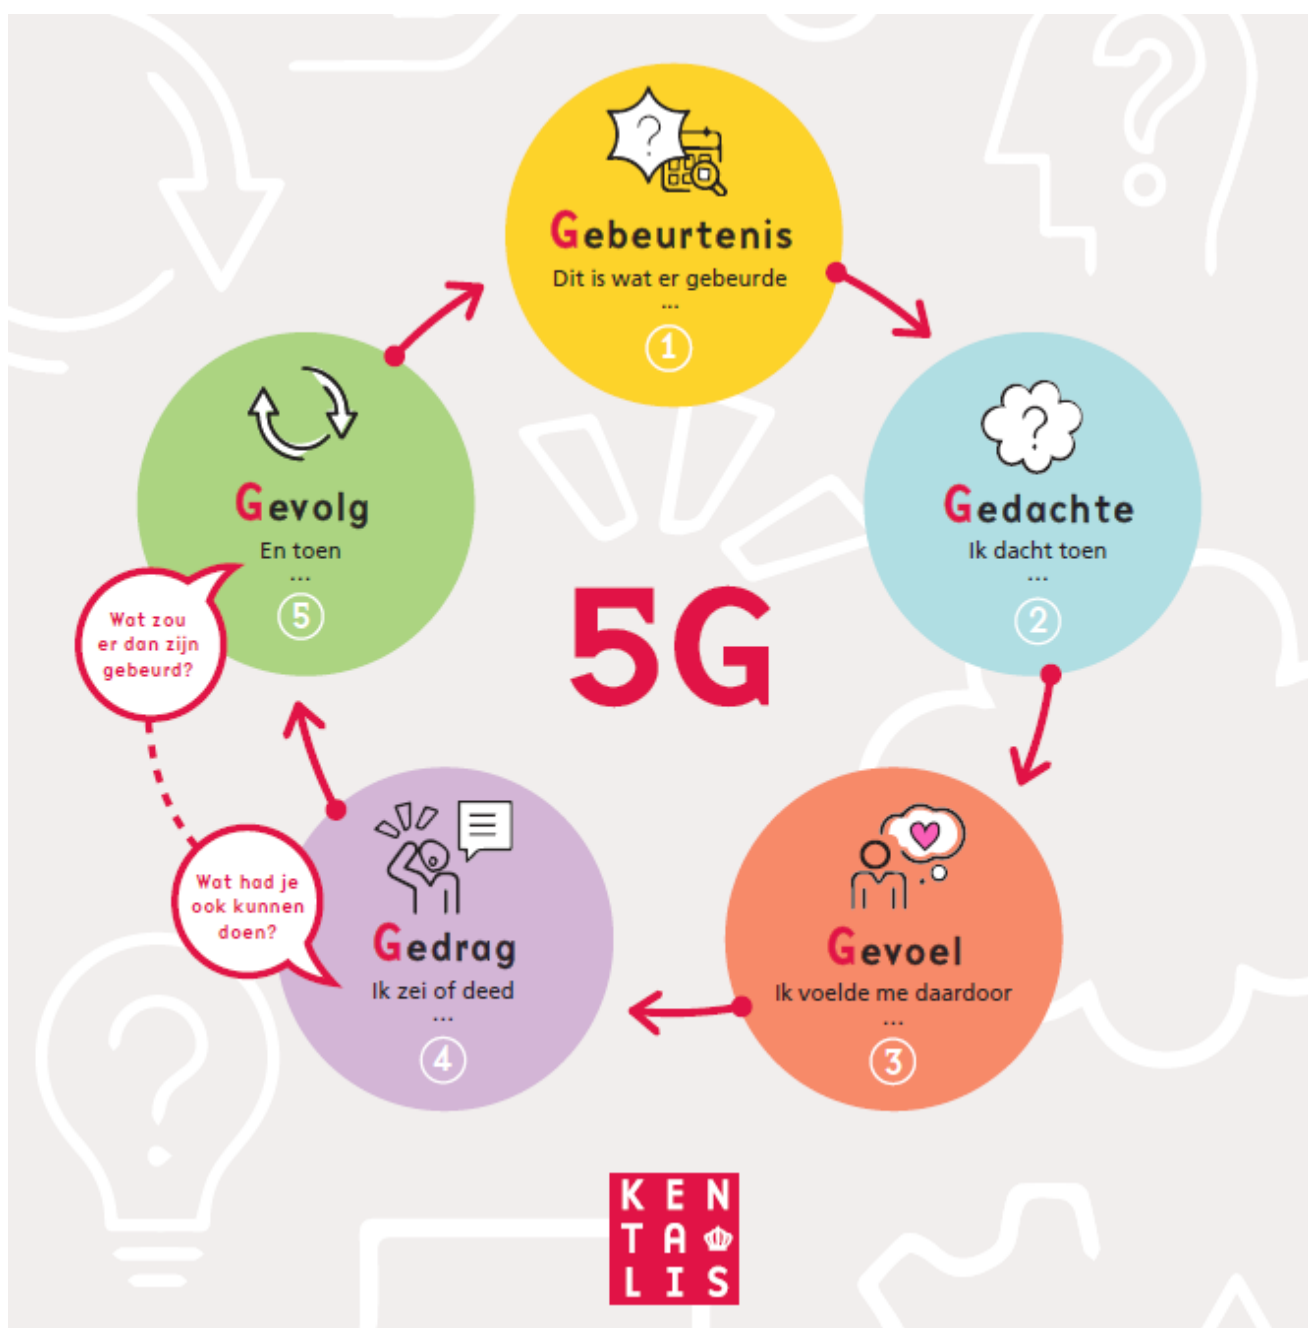 Gebeurtenis
Dit is wat er gebeurde
...
1
Gedachte
Ik dacht toen
...
2
Gevoel
Ik voelde me daardoor
...
3
Gedrag
Ik zei of deed
...
4
Wat had je
ook kunnen
doen?
Gevolg
En toen
...
5
Wat zou
er dan zijn
gebeurd?
5G
KEN
TA
LIS